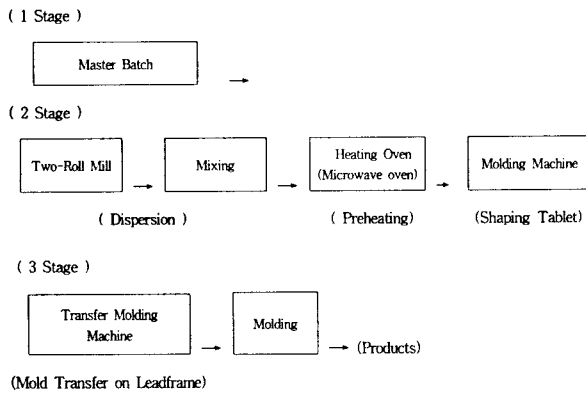 ( 1 Stage )
Master Batch
( 2 Stage )
Two-Roll Mill
Mixing
Heating Oven
(Microwave oven)
Molding Machine
( Dispersion )
( Preheating)
(Shaping Tablet)
( 3 Stage )
Transfer Molding
Machine
Molding
(Products)
(Mold Transfer on Leadframe)